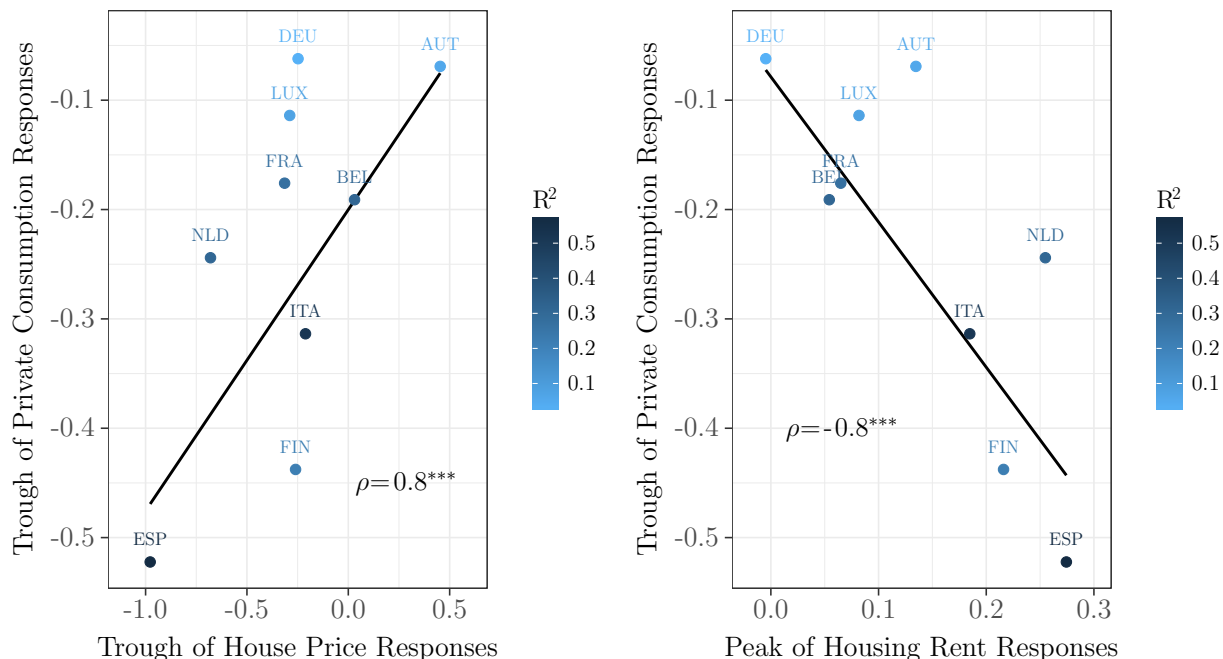 Trough of Private Consumption Responses
-0.1
-0.2
-0.3
-0.4
-0.5
DEU
AUT
LUX
FRA
BEL
NLD
ITA
FIN
ESP
ρ=0.8***
-1.0 -0.5 0.0 0.5
Trough of House Price Responses
R²
0.5
0.4
0.3
0.2
0.1
Trough of Private Consumption Responses
-0.1
-0.2
-0.3
-0.4
-0.5
DEU
AUT
LUX
FRA
BEL
NLD
ITA
ρ=-0.8***
FIN
ESP
0.0 0.1 0.2 0.3
Peak of Housing Rent Responses
R²
0.5
0.4
0.3
0.2
0.1